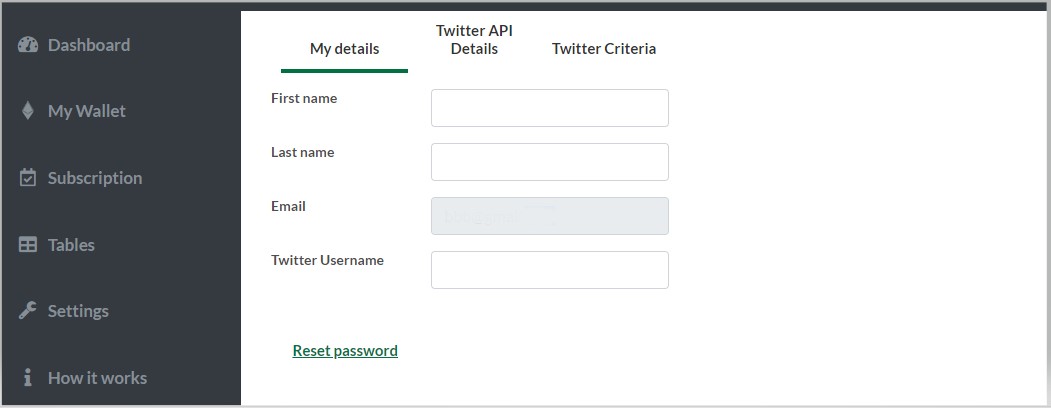 Dashboard
My Wallet
Subscription
Tables
Settings
How it works
My details
Twitter API
Details
Twitter Criteria
First name
Last name
Email
Twitter Username
Reset password